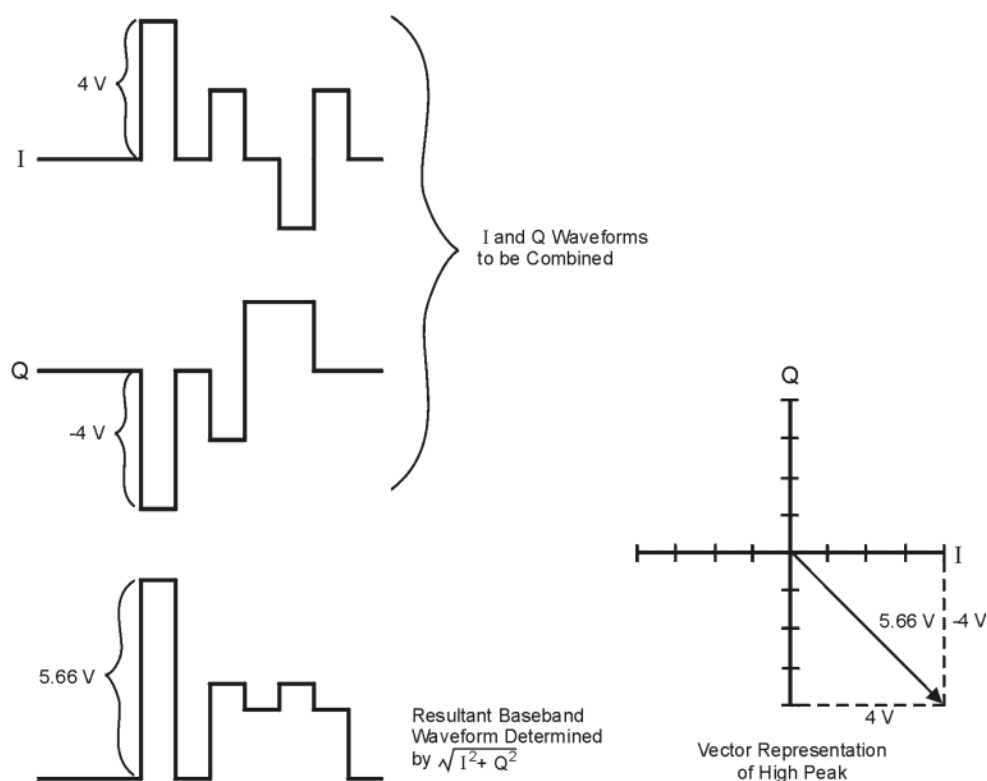 4 V
I
I and Q Waveforms
to be Combined
Q
-4 V
Q
I
5.66 V
-4 V
4 V
5.66 V
Resultant Baseband
Waveform Determined
by √I²+ Q²
Vector Representation
of High Peak